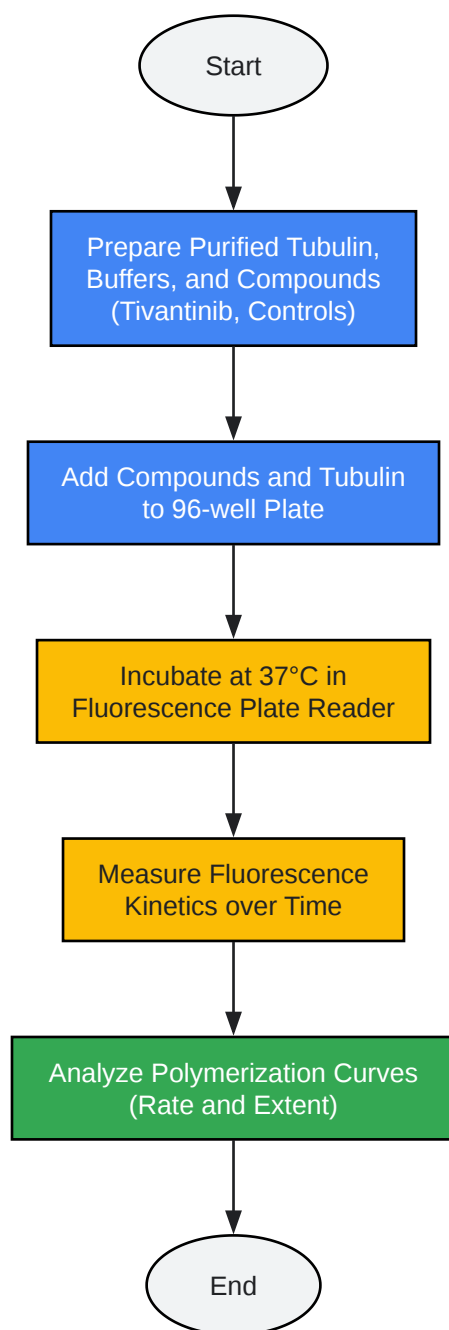 Start
Prepare Purified Tubulin,
Buffers, and Compounds
(Tivantinib, Controls)
Add Compounds and Tubulin
to 96-well Plate
Incubate at 37°C in
Fluorescence Plate Reader
Measure Fluorescence
Kinetics over Time
Analyze Polymerization Curves
(Rate and Extent)
End